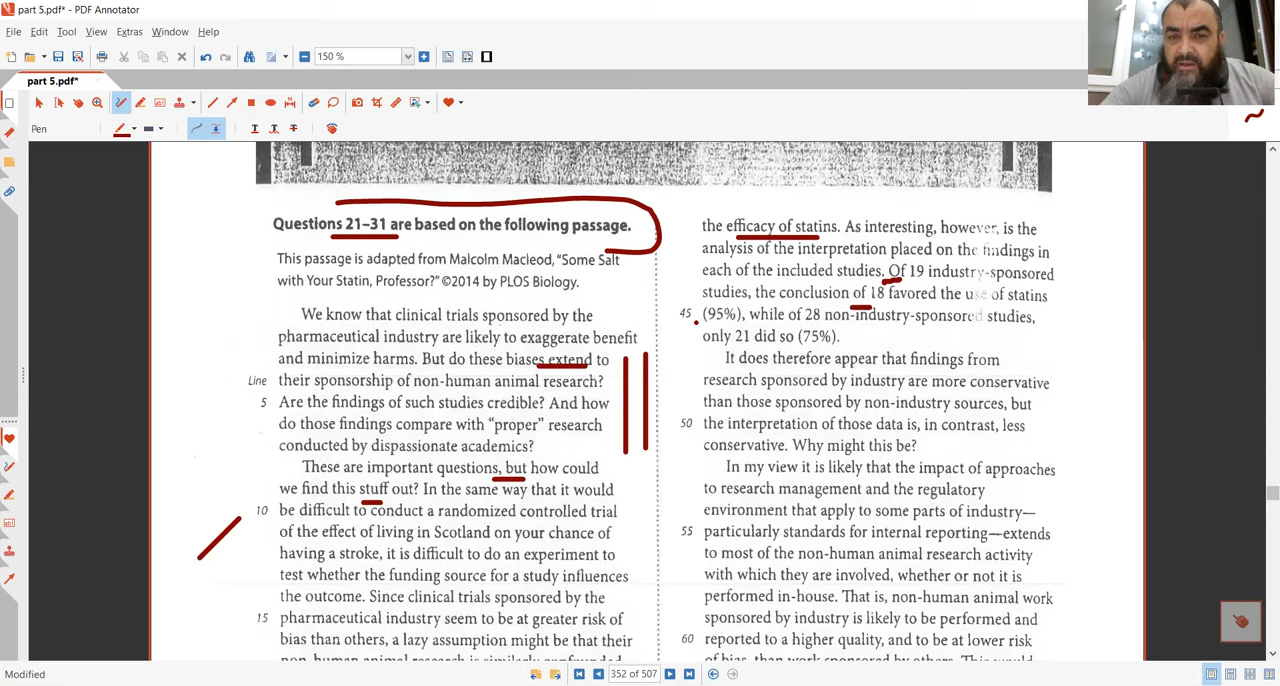 part 5.pdf* - PDF Annotator
File Edit Tool View Extras Window Help
150 %
part 5.pdf*
Pen
Questions 21–31 are based on the following passage.
This passage is adapted from Malcolm Macleod, “Some Salt
with Your Statin, Professor?” ©2014 by PLOS Biology.
We know that clinical trials sponsored by the
pharmaceutical industry are likely to exaggerate benefit
and minimize harms. But do these biases extend to
Line their sponsorship of non-human animal research?
5 Are the findings of such studies credible? And how
do those findings compare with “proper” research
conducted by dispassionate academics?
These are important questions, but how could
we find this stuff out? In the same way that it would
10 be difficult to conduct a randomized controlled trial
of the effect of living in Scotland on your chance of
having a stroke, it is difficult to do an experiment to
test whether the funding source for a study influences
the outcome. Since clinical trials sponsored by the
15 pharmaceutical industry seem to be at greater risk of
bias than others, a lazy assumption might be that their
non-human animal research is similarly confounded
the efficacy of statins. As interesting, however, is the
analysis of the interpretation placed on the findings in
each of the included studies. Of 19 industry-sponsored
studies, the conclusion of 18 favored the use of statins
45 (95%), while of 28 non-industry-sponsored studies,
only 21 did so (75%).
It does therefore appear that findings from
research sponsored by industry are more conservative
than those sponsored by non-industry sources, but
50 the interpretation of those data is, in contrast, less
conservative. Why might this be?
In my view it is likely that the impact of approaches
to research management and the regulatory
environment that apply to some parts of industry—
55 particularly standards for internal reporting—extends
to most of the non-human animal research activity
with which they are involved, whether or not it is
performed in-house. That is, non-human animal work
sponsored by industry is likely to be performed and
60 reported to a higher quality, and to be at lower risk
of bias, than work sponsored by others. This would
Modified
352 of 507